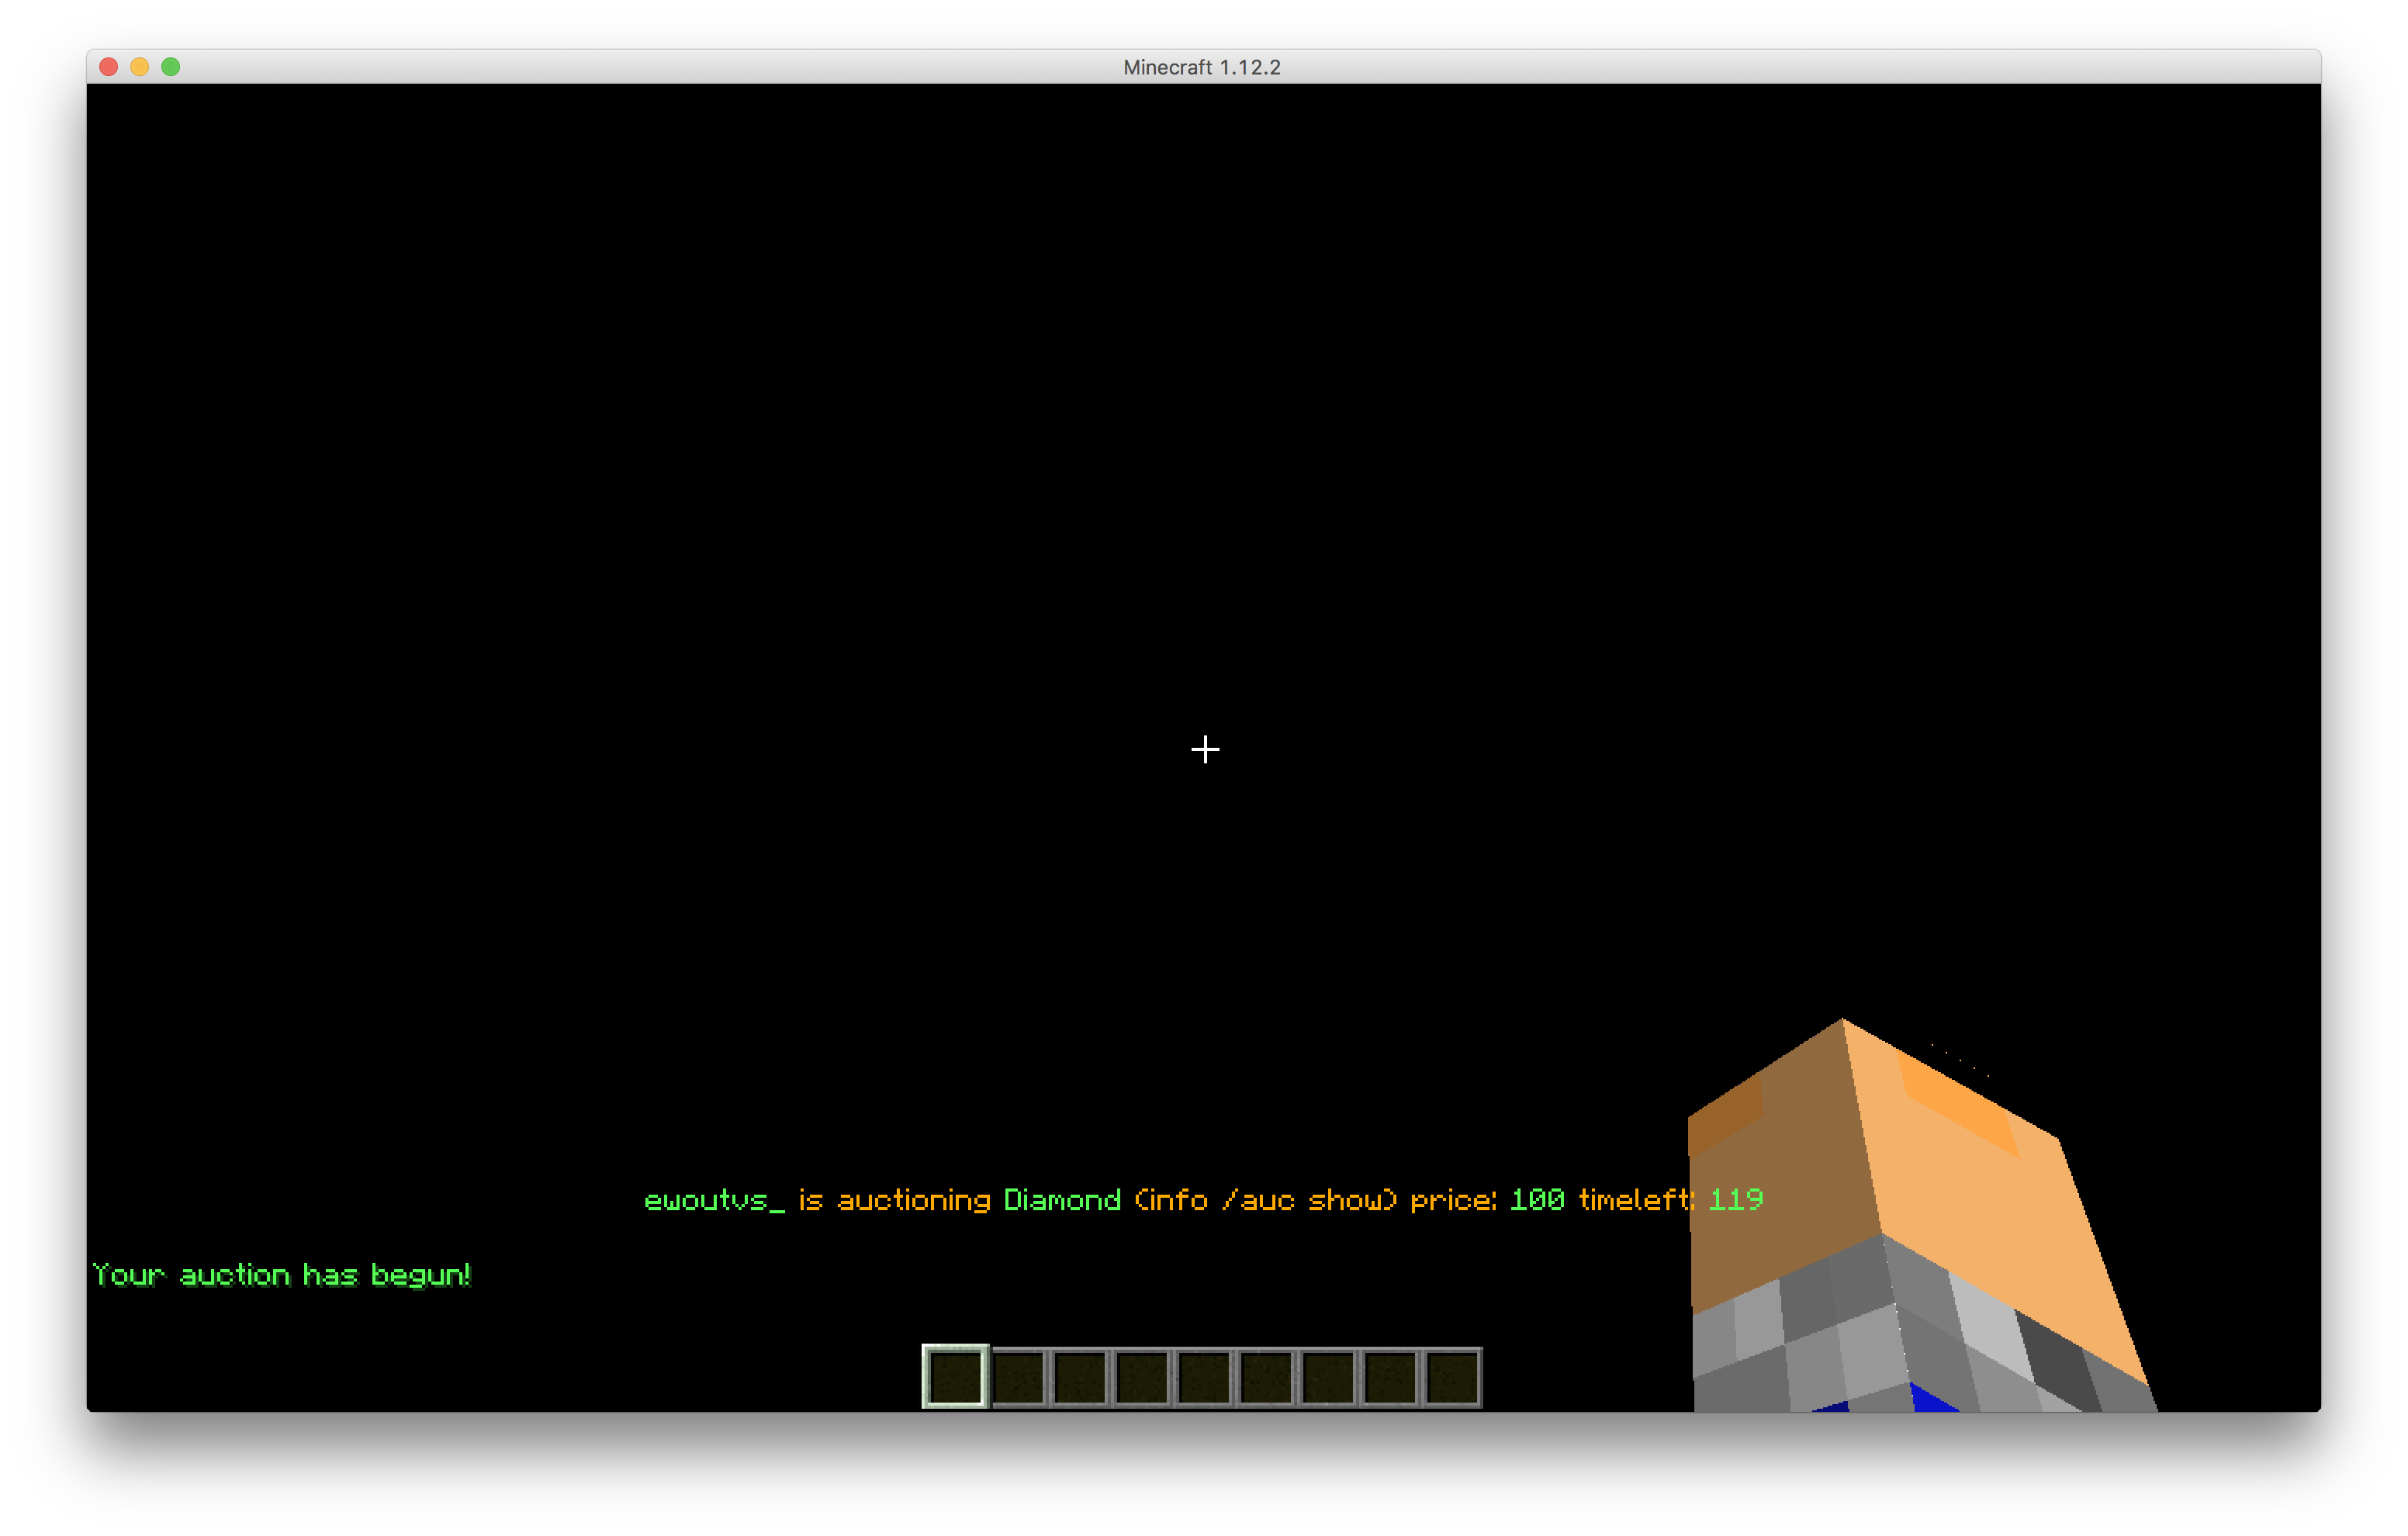 Minecraft 1.12.2
ewoutvs_ is auctioning Diamond (info /auc show) price: 100 timeleft: 119
Your auction has begun!